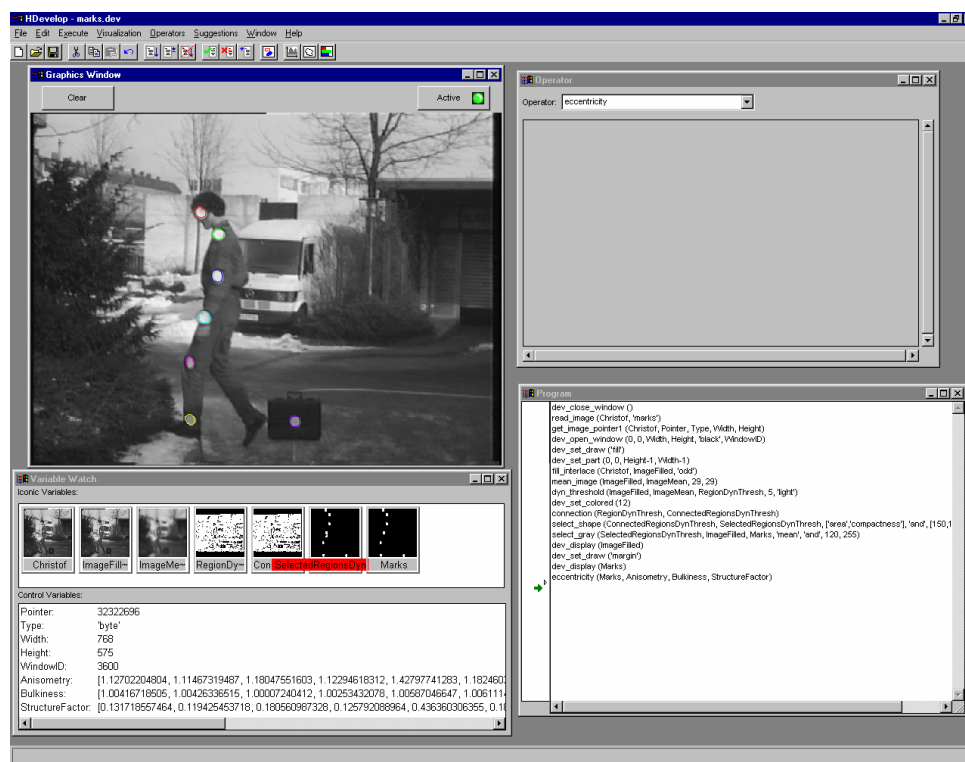 HDevelop - marks.dev
File Edit Execute Visualization Operators Suggestions Window Help
Graphics Window
Clear
Active
Operator
Operator: eccentricity
Variable Watch
Iconic Variables:
Christof ImageFill~ ImageMe~ RegionDy~ Con SelectedRegionsDyn Marks
Control Variables:
Pointer: 32322696
Type: 'byte'
Width: 768
Height: 575
WindowID: 3600
Anisometry: [1.12702204804, 1.11467319487, 1.18047551603, 1.12294618312, 1.42797741283, 1.182460
Bulkiness: [1.00416718505, 1.00426336515, 1.00007240412, 1.00253432078, 1.00587046647, 1.006111
StructureFactor: [0.131718557464, 0.119425453718, 0.180560987328, 0.125792088964, 0.436360306355, 0.18
Program
dev_close_window ()
read_image (Christof, 'marks')
get_image_pointer1 (Christof, Pointer, Type, Width, Height)
dev_open_window (0, 0, Width, Height, 'black', WindowID)
dev_set_draw ('fill')
dev_set_part (0, 0, Height-1, Width-1)
fill_interlace (Christof, ImageFilled, 'odd')
mean_image (ImageFilled, ImageMean, 29, 29)
dyn_threshold (ImageFilled, ImageMean, RegionDynThresh, 5, 'light')
dev_set_colored (12)
connection (RegionDynThresh, ConnectedRegionsDynThresh)
select_shape (ConnectedRegionsDynThresh, SelectedRegionsDynThresh, ['area','compactness'], 'and', [150,1
select_gray (SelectedRegionsDynThresh, ImageFilled, Marks, 'mean', 'and', 120, 255)
dev_display (ImageFilled)
dev_set_draw ('margin')
dev_display (Marks)
eccentricity (Marks, Anisometry, Bulkiness, StructureFactor)